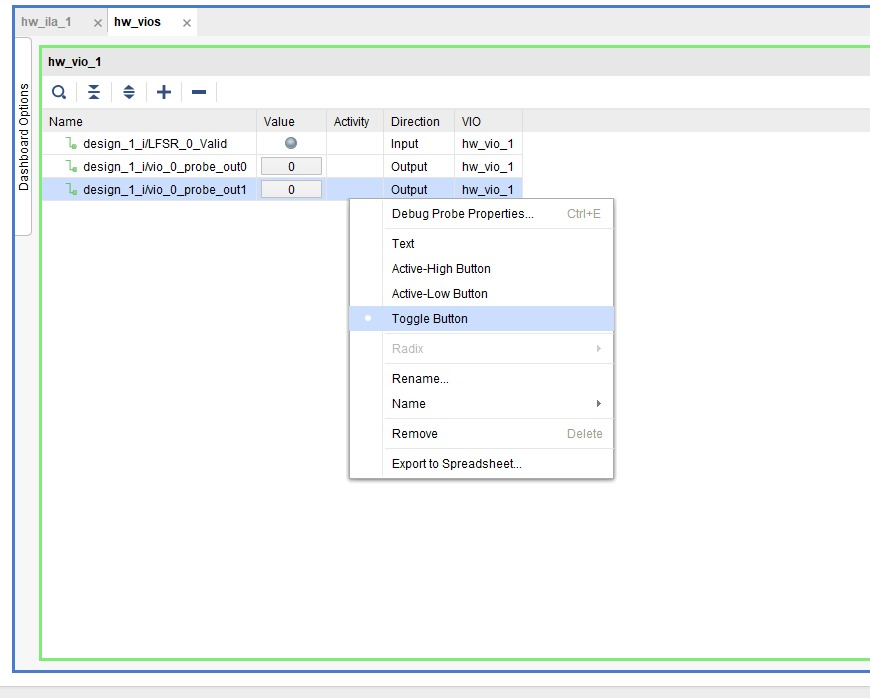 hw_ila_1
hw_vios
Dashboard Options
hw_vio_1
Name Value Activity Direction VIO
design_1_i/LFSR_0_Valid Input hw_vio_1
design_1_i/vio_0_probe_out0 0 Output hw_vio_1
design_1_i/vio_0_probe_out1 0 Output hw_vio_1
Debug Probe Properties... Ctrl+E
Text
Active-High Button
Active-Low Button
Toggle Button
Radix
Rename...
Name
Remove Delete
Export to Spreadsheet...